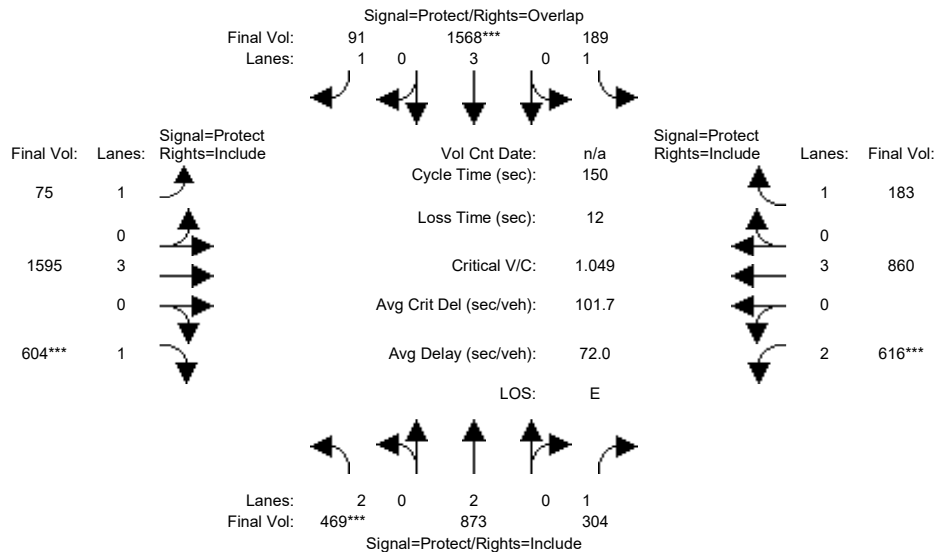 Signal=Protect/Rights=Overlap
Final Vol: 91 1568*** 189
Lanes: 1 0 3 0 1
Signal=Protect
Final Vol: Lanes: Rights=Include
Vol Cnt Date: n/a
Signal=Protect
Rights=Include Lanes: Final Vol:
Cycle Time (sec): 150
75 1
1 183
Loss Time (sec): 12
0
0
1595 3
Critical V/C: 1.049
3 860
0
Avg Crit Del (sec/veh): 101.7
0
604*** 1
Avg Delay (sec/veh): 72.0
2 616***
LOS: E
Lanes: 2 0 2 0 1
Final Vol: 469*** 873 304
Signal=Protect/Rights=Include